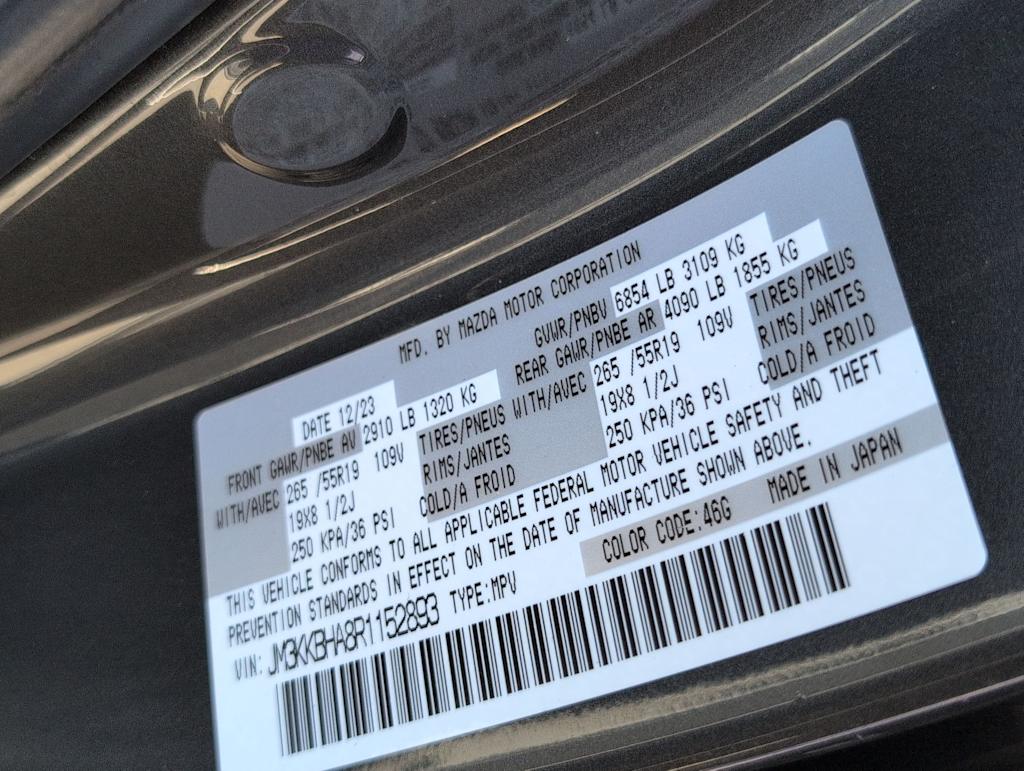 MFD. BY MAZDA MOTOR CORPORATION
DATE 12/23 GVWR/PNBV 6854 LB 3109 KG
FRONT GAWR/PNBE AV 2910 LB 1320 KG REAR GAWR/PNBE AR 4090 LB 1855 KG
WITH/AVEC 265 /55R19 109V TIRES/PNEUS WITH/AVEC 265 /55R19 109V TIRES/PNEUS
19X8 1/2J RIMS/JANTES 19X8 1/2J RIMS/JANTES
250 KPA/36 PSI COLD/A FROID 250 KPA/36 PSI COLD/A FROID
THIS VEHICLE CONFORMS TO ALL APPLICABLE FEDERAL MOTOR VEHICLE SAFETY AND THEFT
PREVENTION STANDARDS IN EFFECT ON THE DATE OF MANUFACTURE SHOWN ABOVE.
VIN: JM3KKBHA8R1152893 TYPE:MPV COLOR CODE:46G MADE IN JAPAN